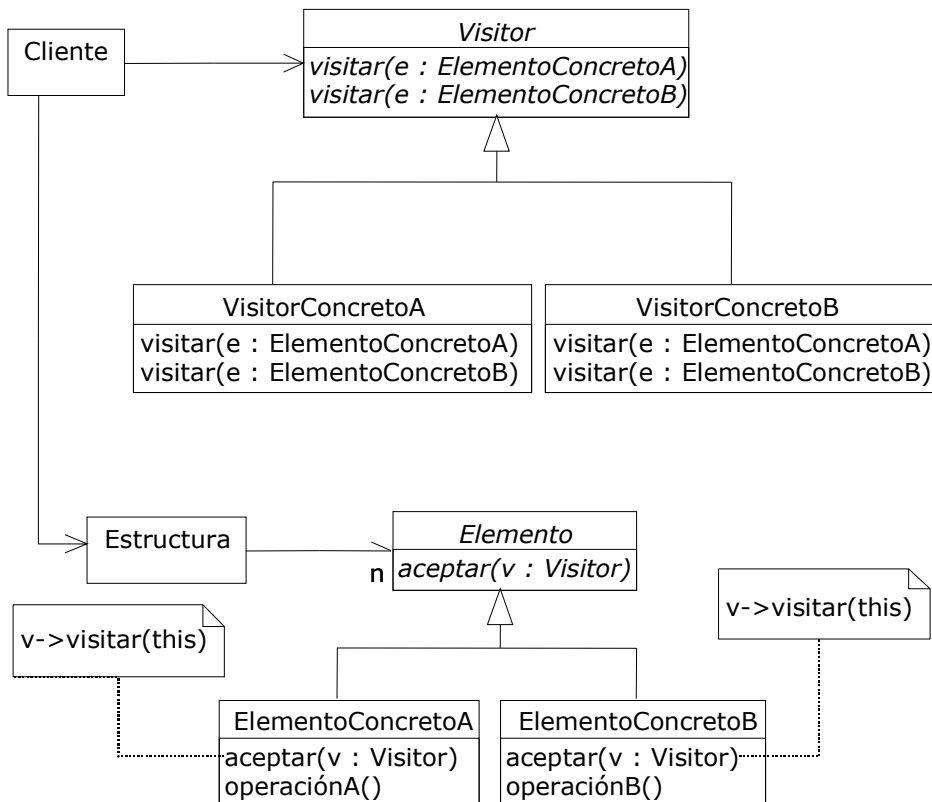 Cliente
Visitor
visitar(e : ElementoConcretoA)
visitar(e : ElementoConcretoB)
VisitorConcretoA
visitar(e : ElementoConcretoA)
visitar(e : ElementoConcretoB)
VisitorConcretoB
visitar(e : ElementoConcretoA)
visitar(e : ElementoConcretoB)
Estructura
n
Elemento
aceptar(v : Visitor)
v->visitar(this)
v->visitar(this)
ElementoConcretoA
aceptar(v : Visitor)
operaciónA()
ElementoConcretoB
aceptar(v : Visitor)
operaciónB()